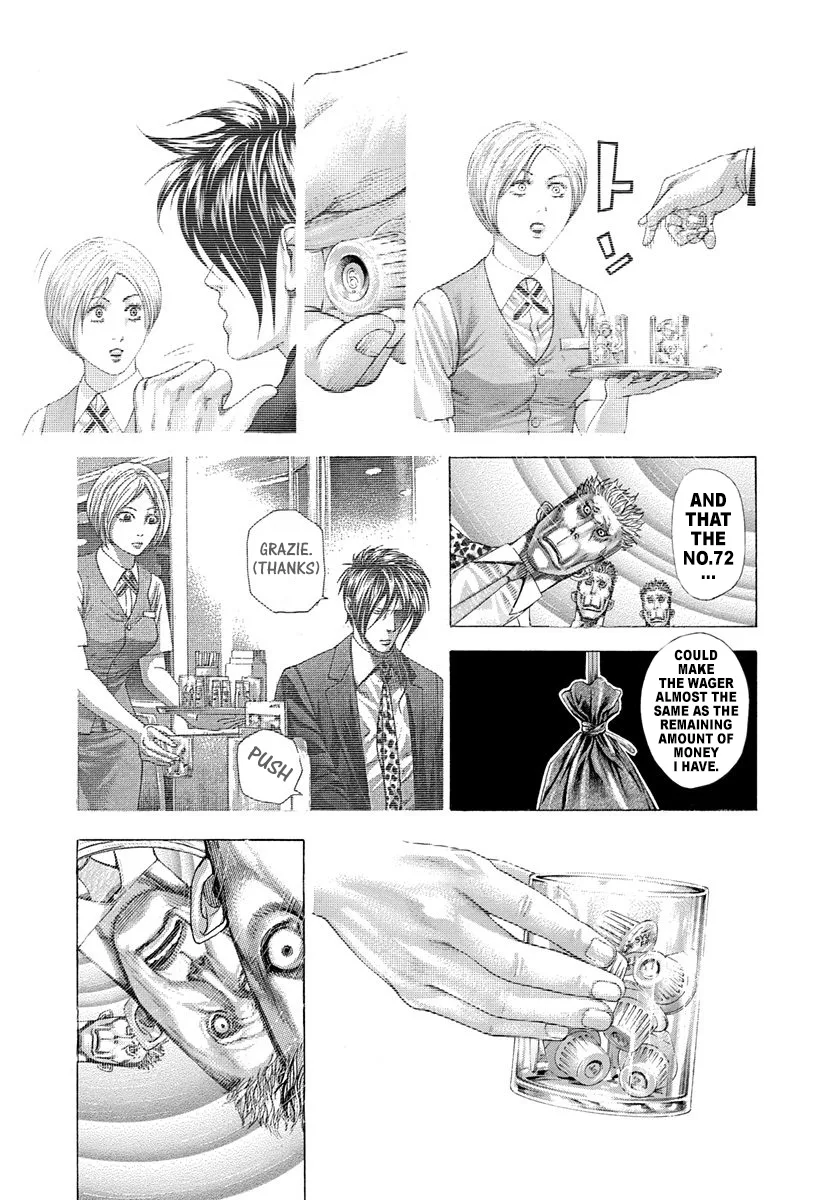 トン
AND
THAT
THE
NO.72
...
COULD
MAKE
THE WAGER
ALMOST THE
SAME AS THE
REMAINING
AMOUNT OF
MONEY
I HAVE.
GRAZIE.
(THANKS)
PUSH